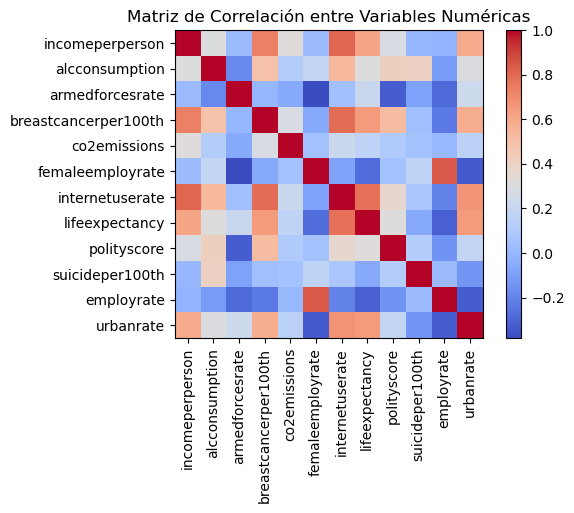 Matriz de Correlación entre Variables Numéricas
incomeperperson
alcconsumption
armedforcesrate
breastcancerper100th
co2emissions
femaleemployrate
internetuserate
lifeexpectancy
polityscore
suicideper100th
employrate
urbanrate
incomeperperson
alcconsumption
armedforcesrate
breastcancerper100th
co2emissions
femaleemployrate
internetuserate
lifeexpectancy
polityscore
suicideper100th
employrate
urbanrate
1.0
0.8
0.6
0.4
0.2
0.0
−0.2